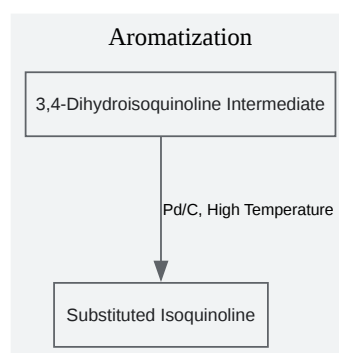 Aromatization
3,4-Dihydroisoquinoline Intermediate
Pd/C, High Temperature
Substituted Isoquinoline